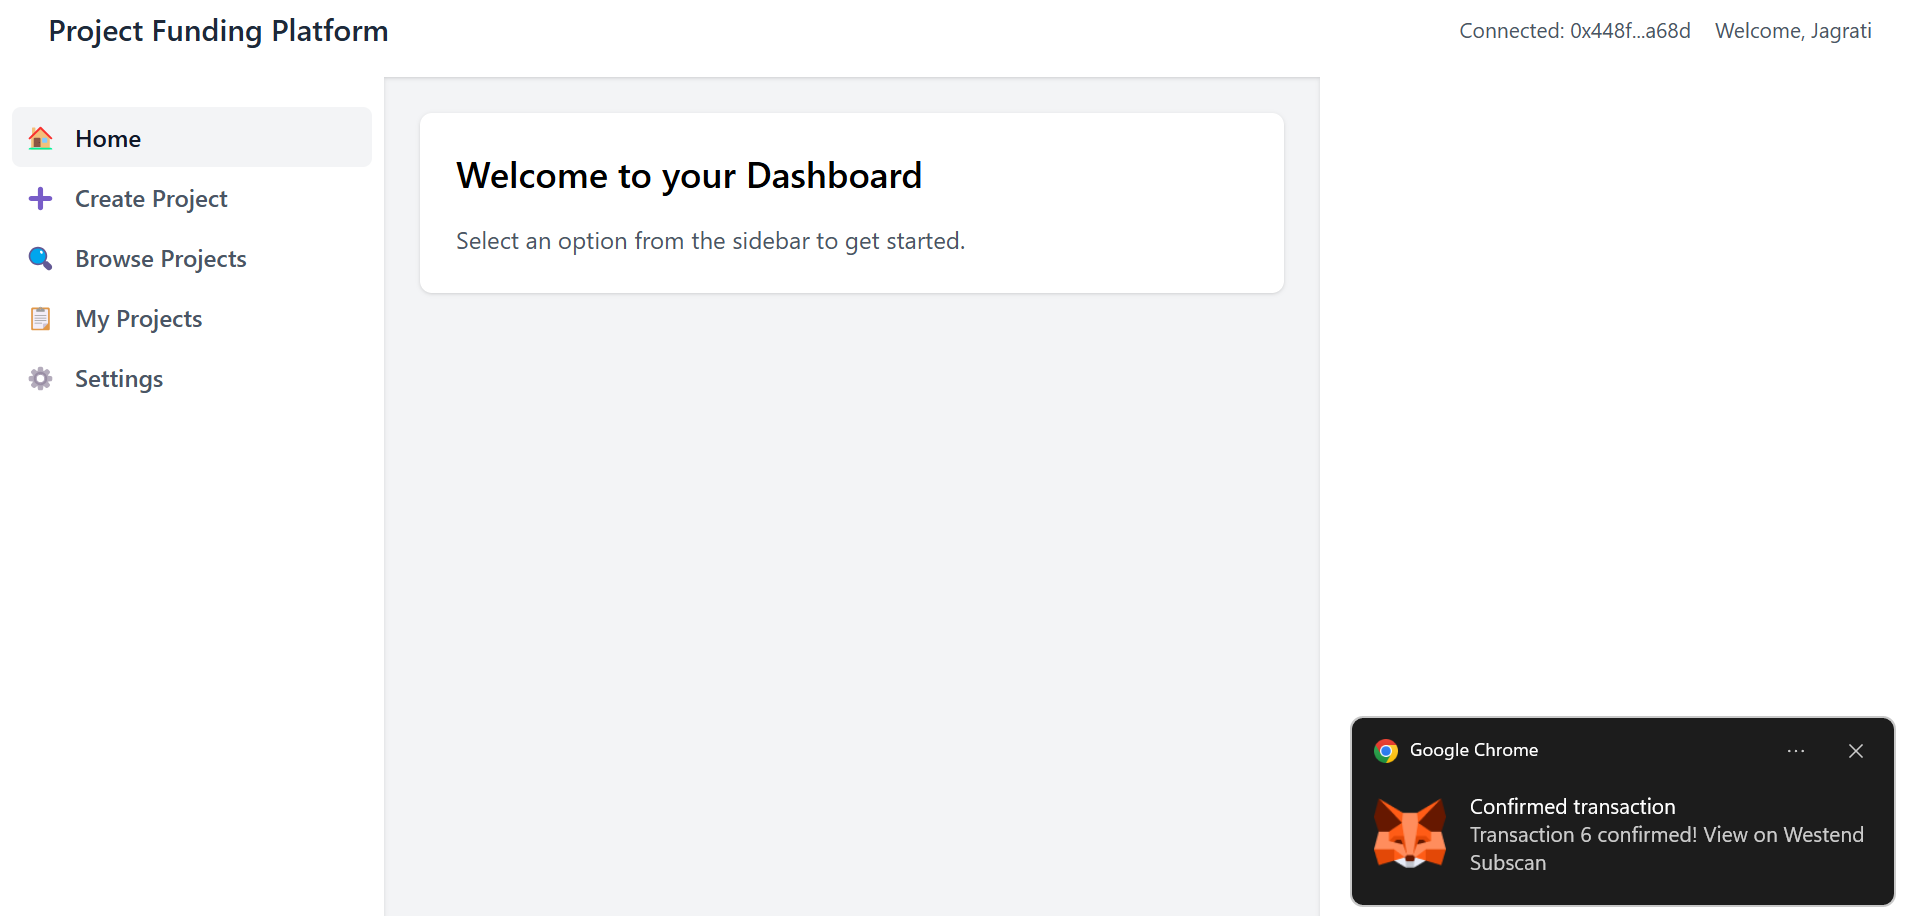 Project Funding Platform
Connected: 0x448f...a68d
Welcome, Jagrati
Home
Create Project
Browse Projects
My Projects
Settings
Welcome to your Dashboard
Select an option from the sidebar to get started.
Google Chrome
Confirmed transaction
Transaction 6 confirmed! View on Westend
Subscan